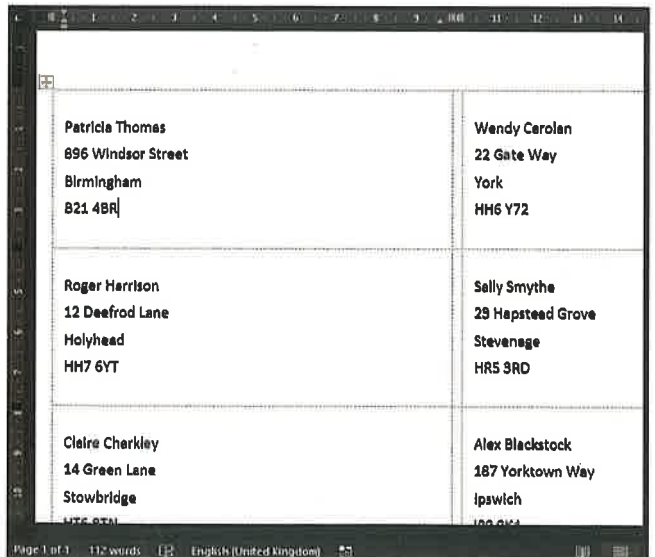 Patricia Thomas
896 Windsor Street
Birmingham
B21 4BR
Wendy Carolan
22 Gate Way
York
HH6 Y72
Roger Harrison
12 Deefrod Lane
Holyhead
HH7 6YT
Sally Smythe
29 Hapstead Grove
Stevenage
HR5 3RD
Claire Charkley
14 Green Lane
Stowbridge
Alex Blackstock
187 Yorktown Way
Ipswich
Page 1 of 1 112 words English (United Kingdom)